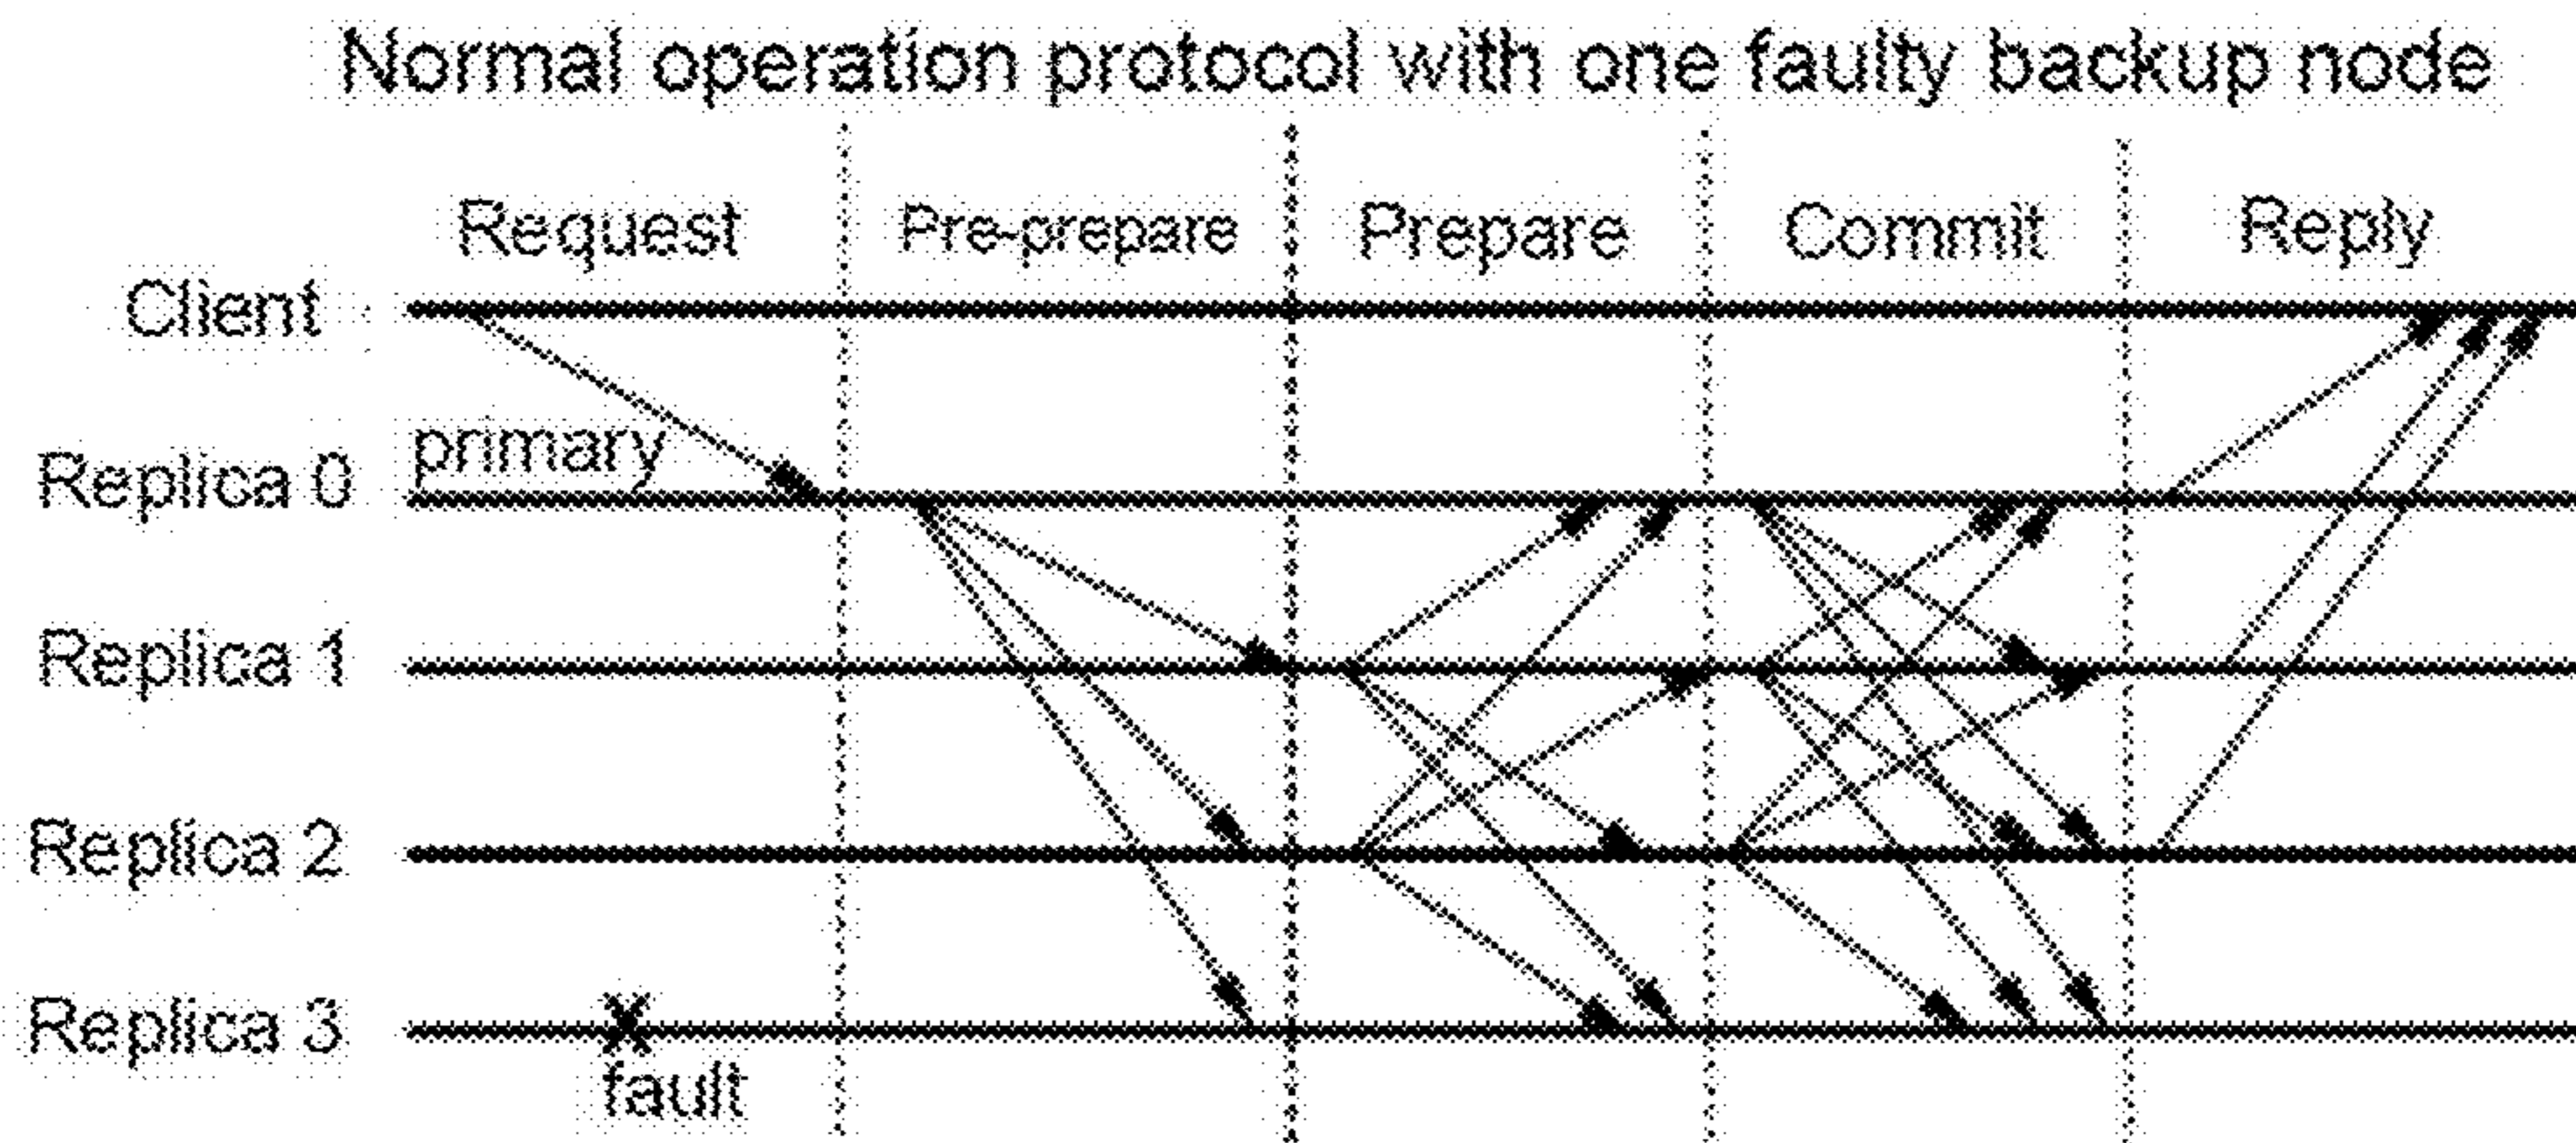 Normal operation protocol with one faulty backup node
Request Pre-prepare Prepare Commit Reply
Client
primary
Replica 0
Replica 1
Replica 2
Replica 3
fault